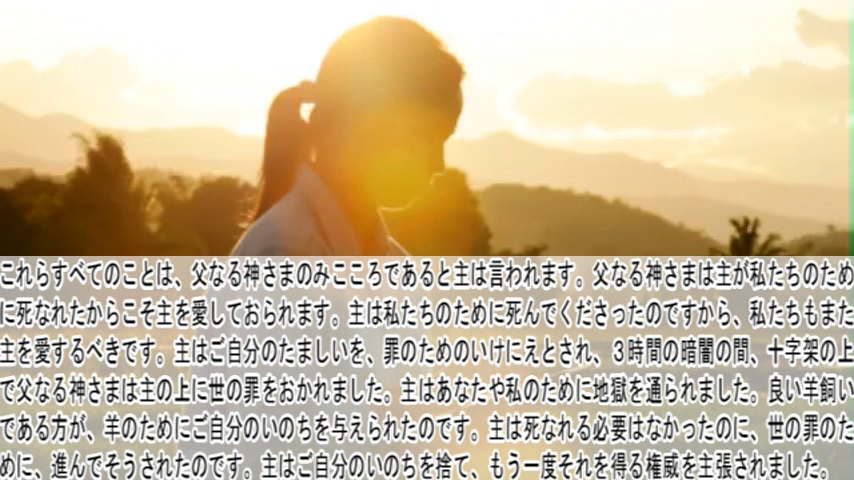 これらすべてのことは、父なる神さまのみこころであると主は言われます。父なる神さまは主が私たちのため
に死なれたからこそ主を愛しておられます。主は私たちのために死んでくださったのですから、私たちもまた
主を愛するべきです。主はご自分のたましいを、罪のためのいけにえとされ、３時間の暗闇の間、十字架の上
で父なる神さまは主の上に世の罪をおかれました。主はあなたや私のために地獄を通られました。良い羊飼い
である方が、羊のためにご自分のいのちを与えられたのです。主は死なれる必要はなかったのに、世の罪のた
めに、進んでそうされたのです。主はご自分のいのちを捨て、もう一度それを得る権威を主張されました。